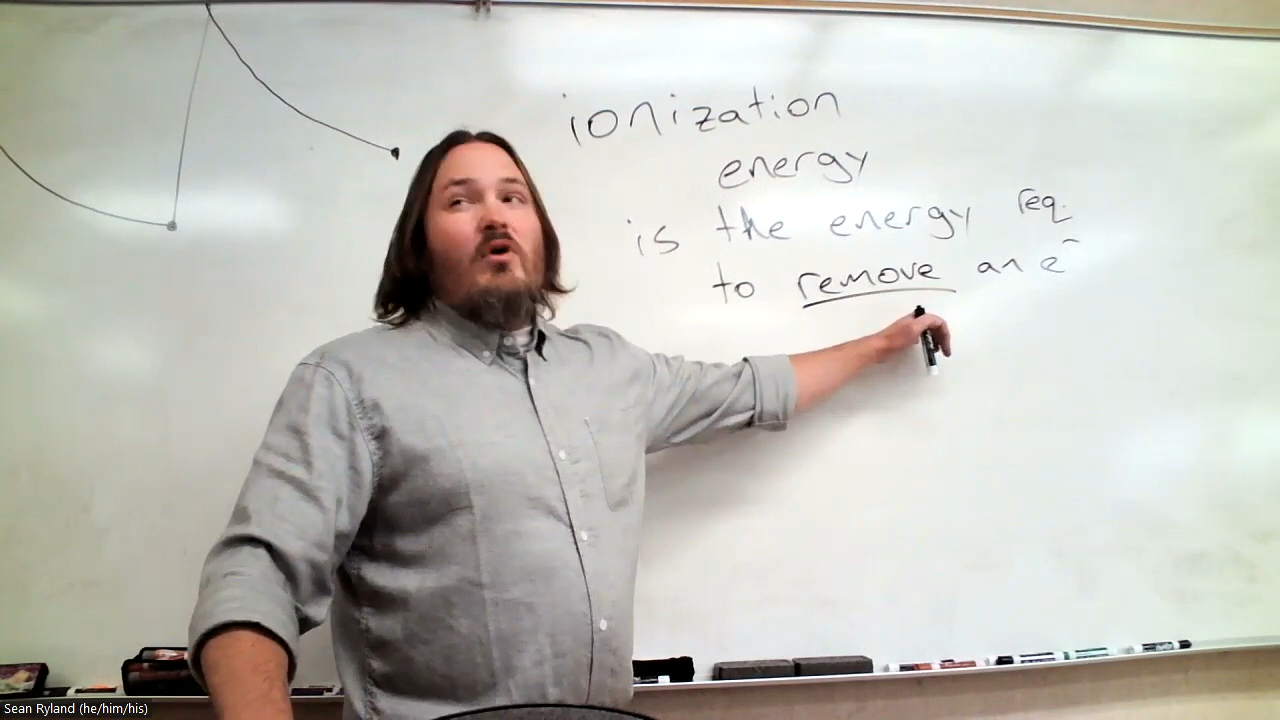 ionization
energy
is the energy req.
to remove an e⁻
Sean Ryland (he/him/his)